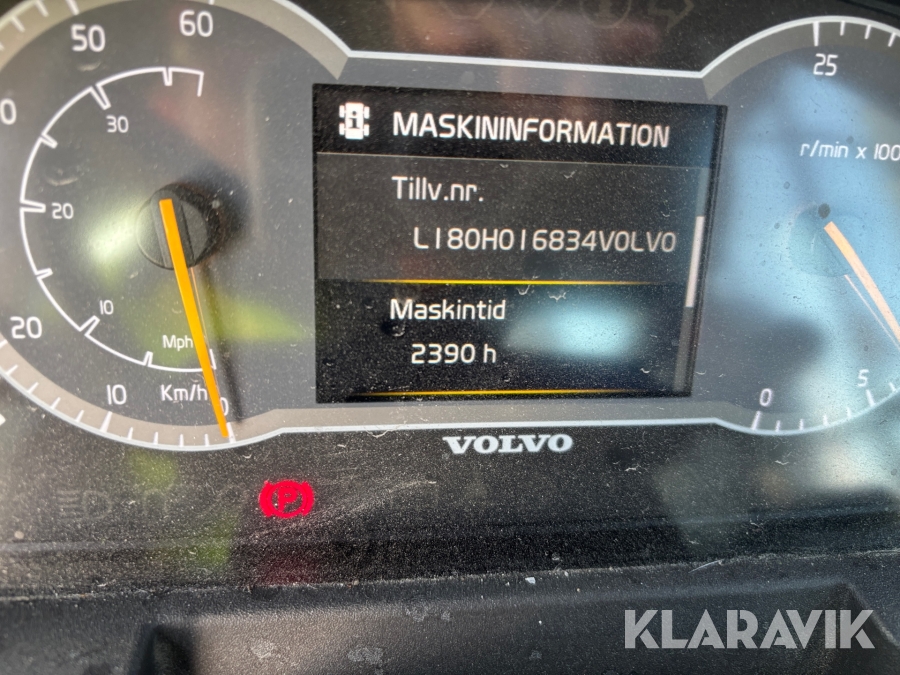 50
60
30
20
10
20
10
Mph
Km/h
0
MASKININFORMATION
Tillv.nr.
L180H016834VOLVO
Maskintid
2390 h
25
r/min x 100
0
5
VOLVO
P
KLARAVIK